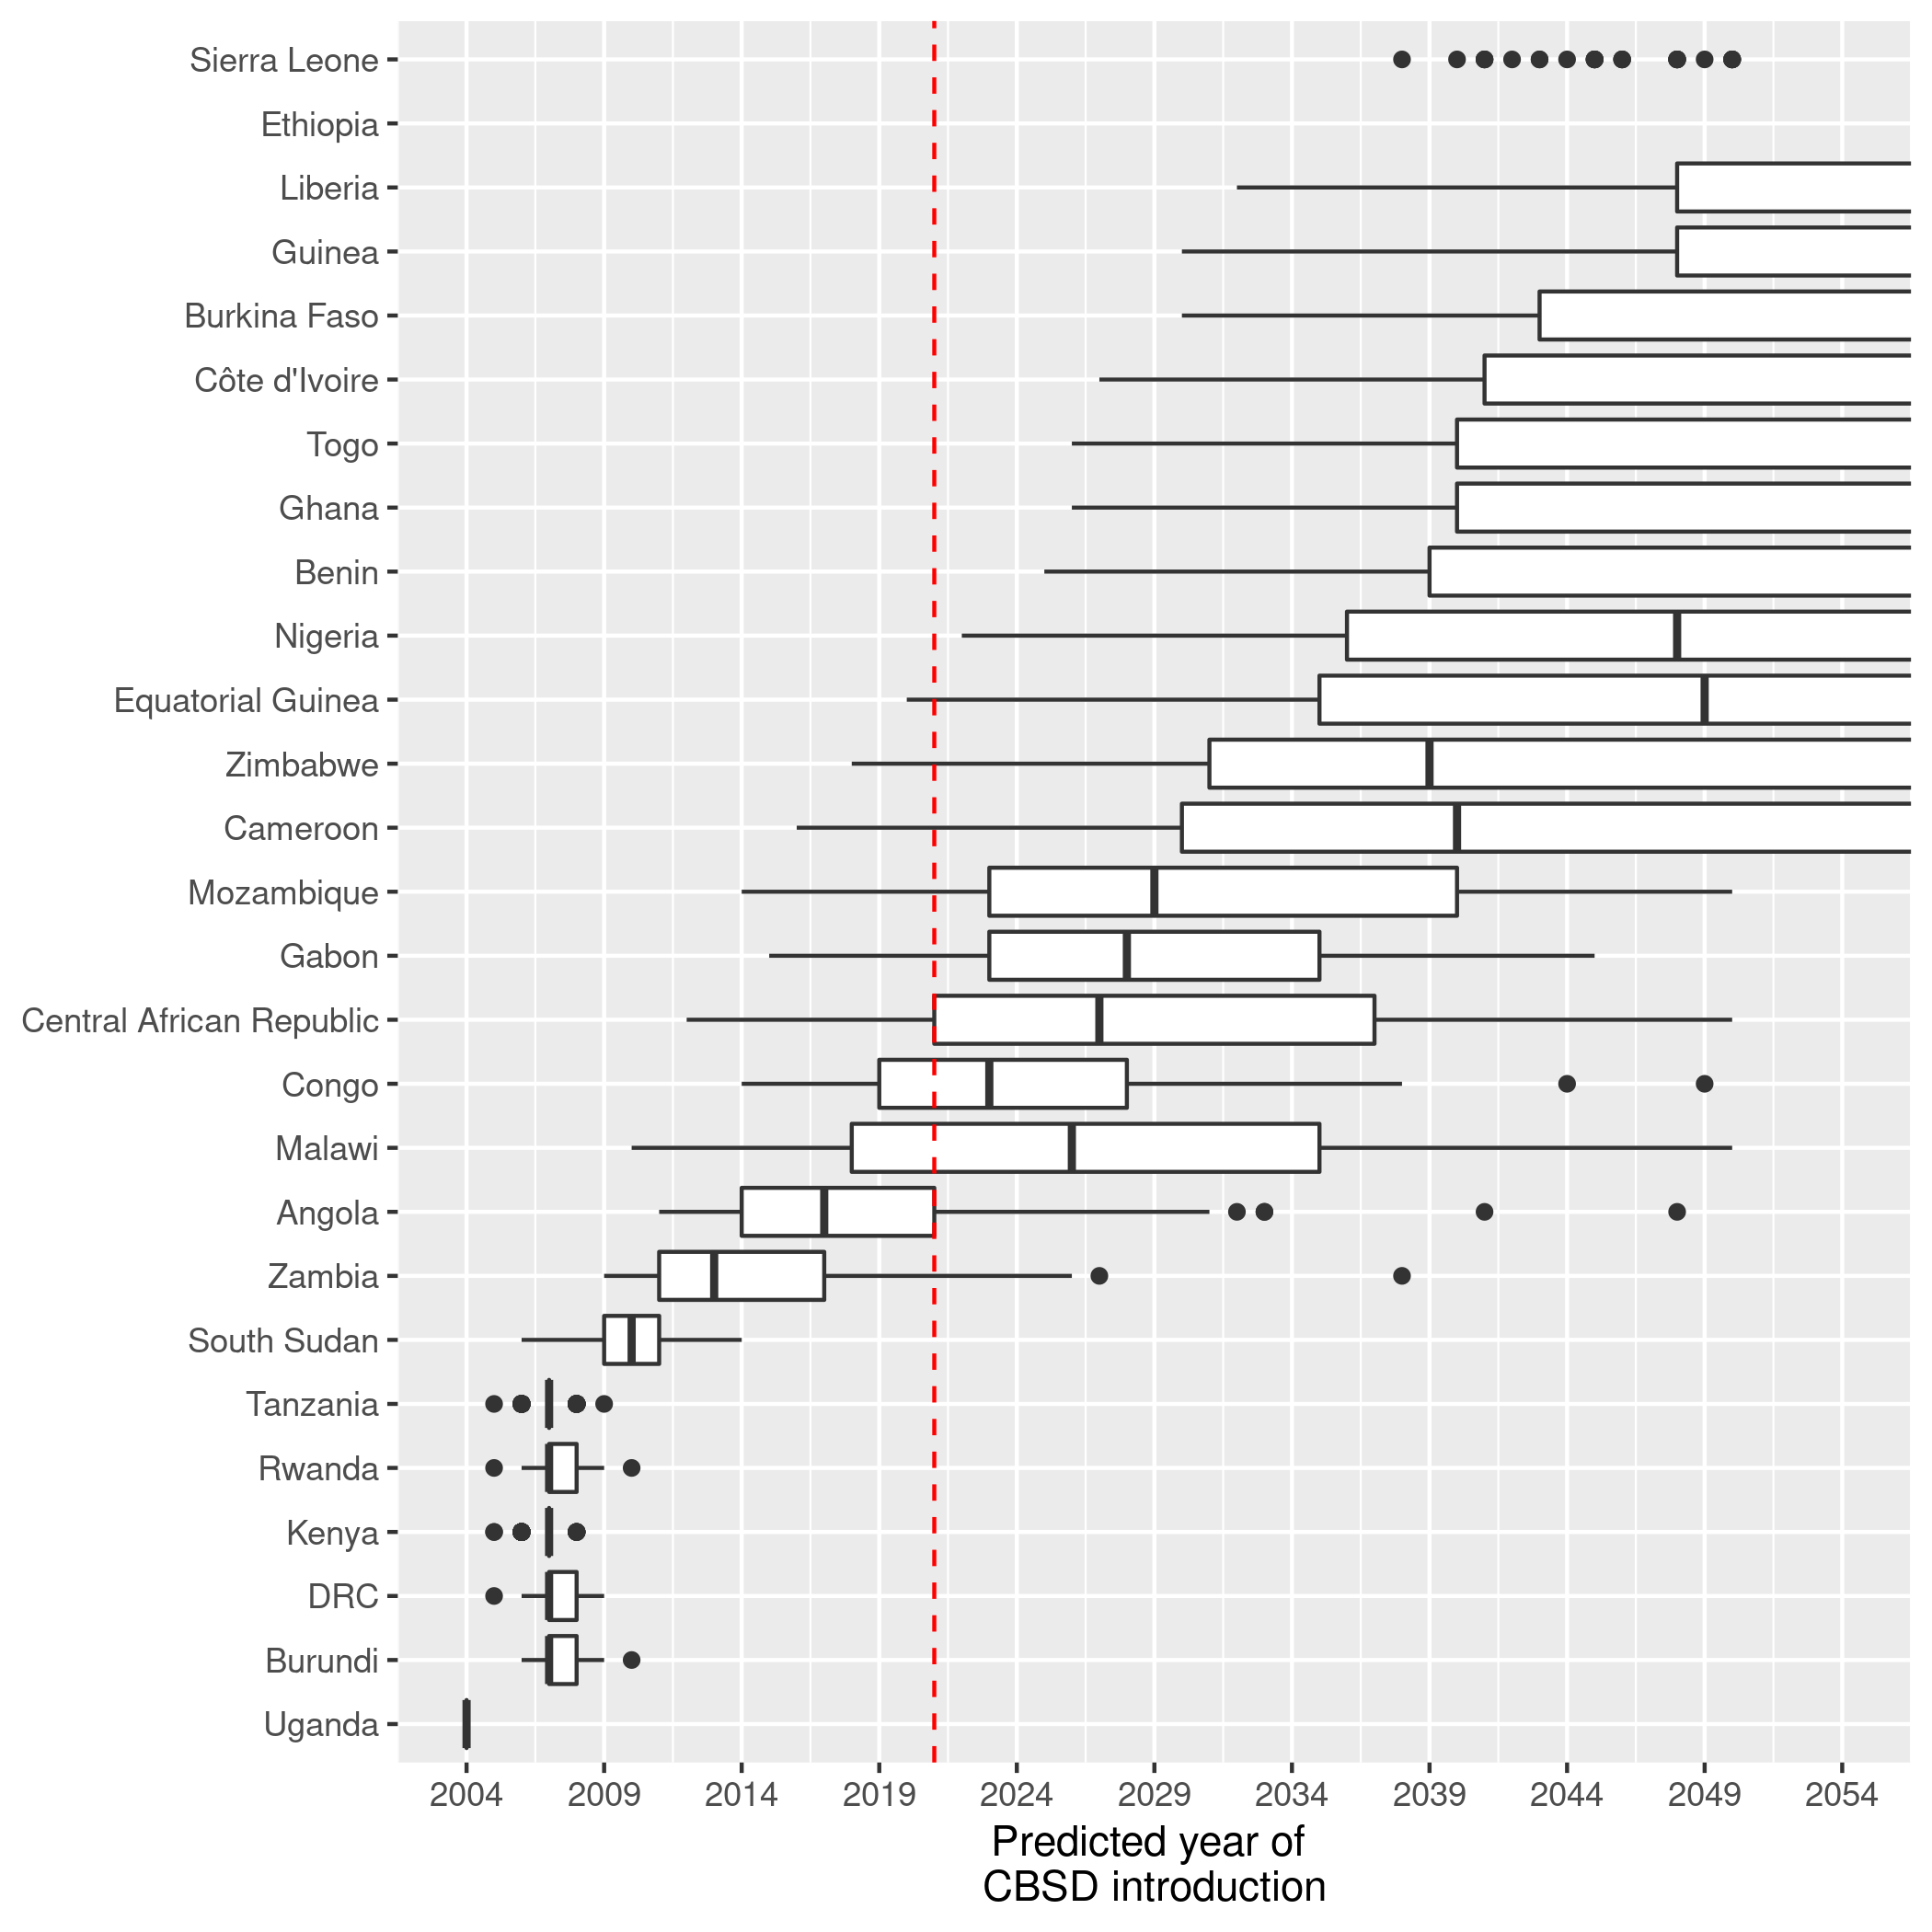 Sierra Leone
Ethiopia
Liberia
Guinea
Burkina Faso
Côte d'Ivoire
Togo
Ghana
Benin
Nigeria
Equatorial Guinea
Zimbabwe
Cameroon
Mozambique
Gabon
Central African Republic
Congo
Malawi
Angola
Zambia
South Sudan
Tanzania
Rwanda
Kenya
DRC
Burundi
Uganda
2004 2009 2014 2019 2024 2029 2034 2039 2044 2049 2054
Predicted year of
CBSD introduction